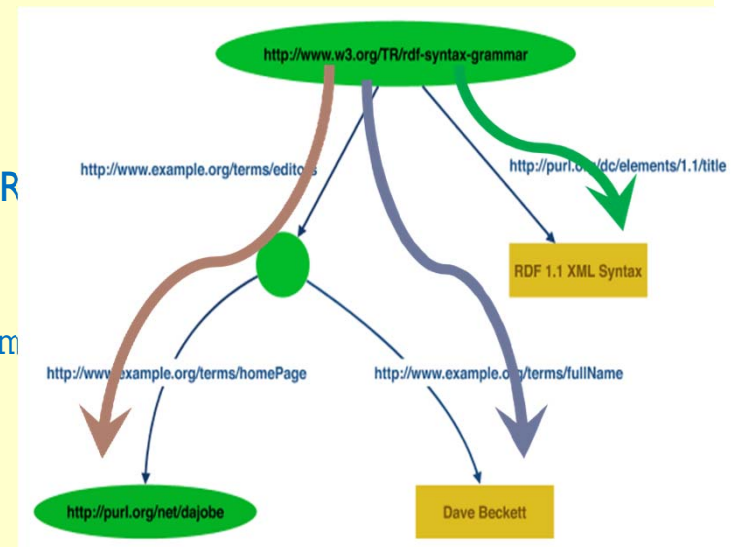 http://www.w3.org/TR/rdf-syntax-grammar
http://www.example.org/terms/editors
http://purl.org/dc/elements/1.1/title
R
RDF 1.1 XML Syntax
m
http://www.example.org/terms/homePage
http://www.example.org/terms/fullName
http://purl.org/net/dajobe
Dave Beckett